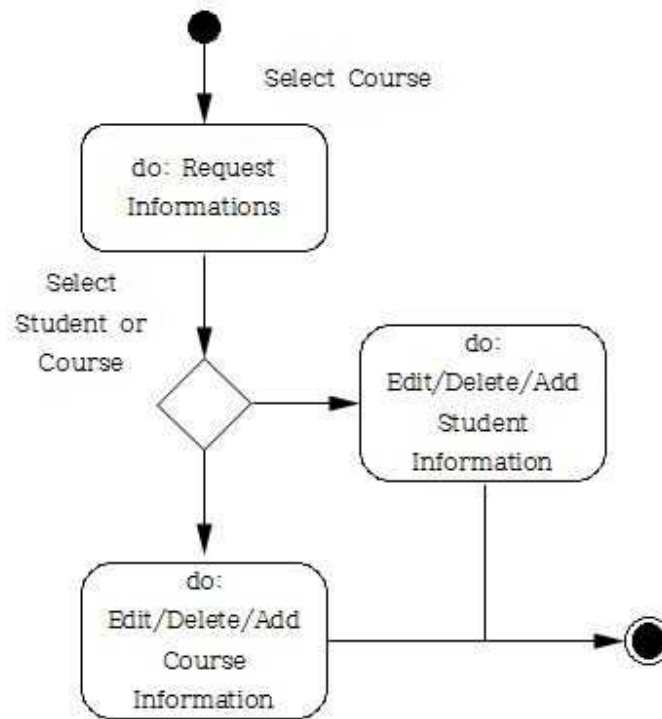 Select Course
do: Request
Informations
Select
Student or
Course
do:
Edit/Delete/Add
Student
Information
do:
Edit/Delete/Add
Course
Information